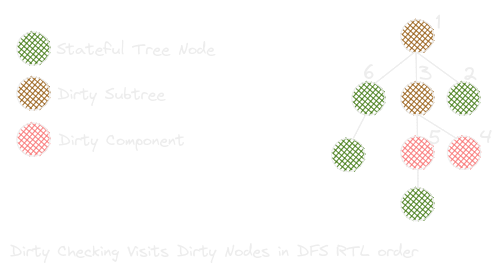 1
Stateful Tree Node
6
3
2
Dirty Subtree
Dirty Component
5
4
Dirty Checking Visits Dirty Nodes in DFS RTL order